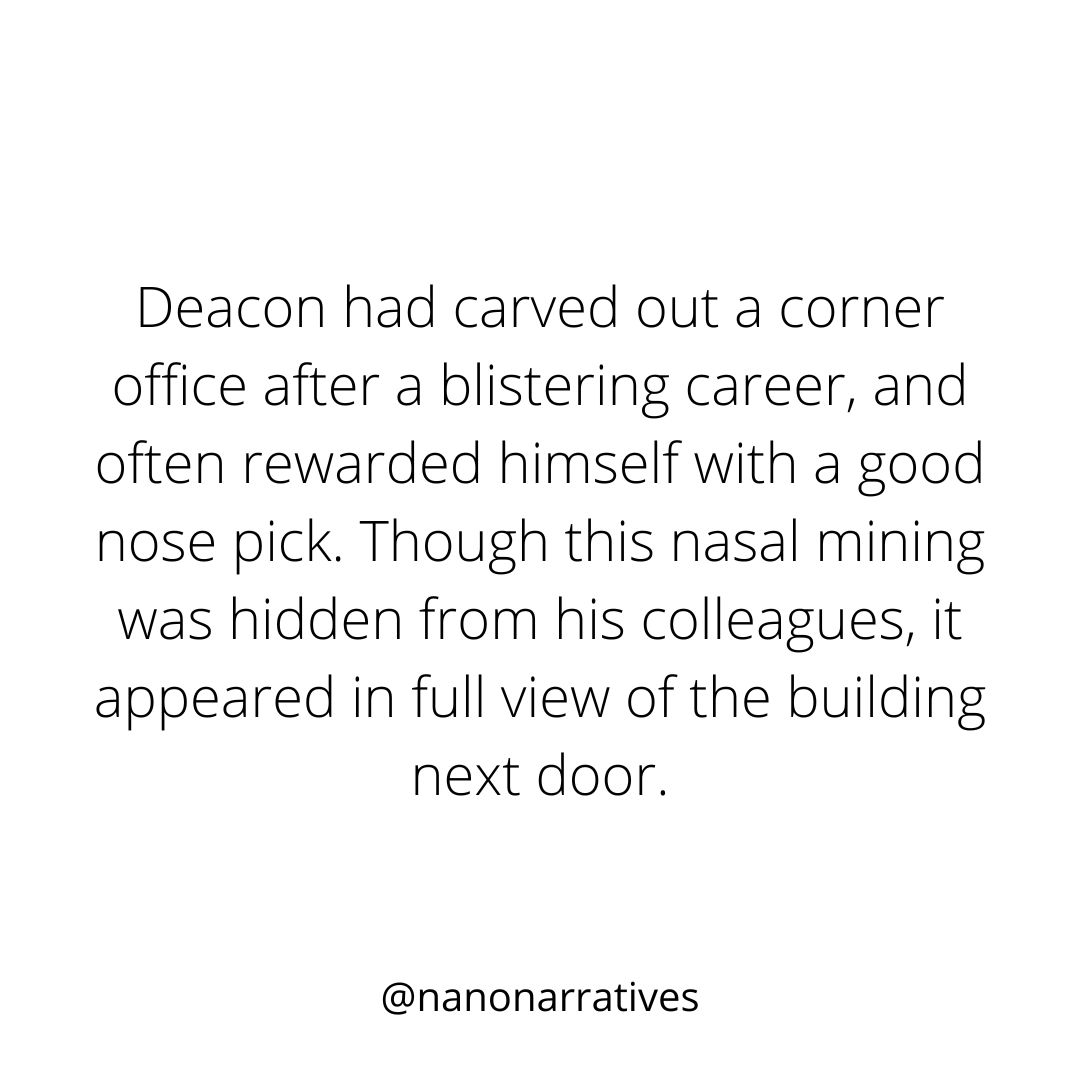 Deacon had carved out a corner
office after a blistering career, and
often rewarded himself with a good
nose pick. Though this nasal mining
was hidden from his colleagues, it
appeared in full view of the building
next door.
@nanonarratives